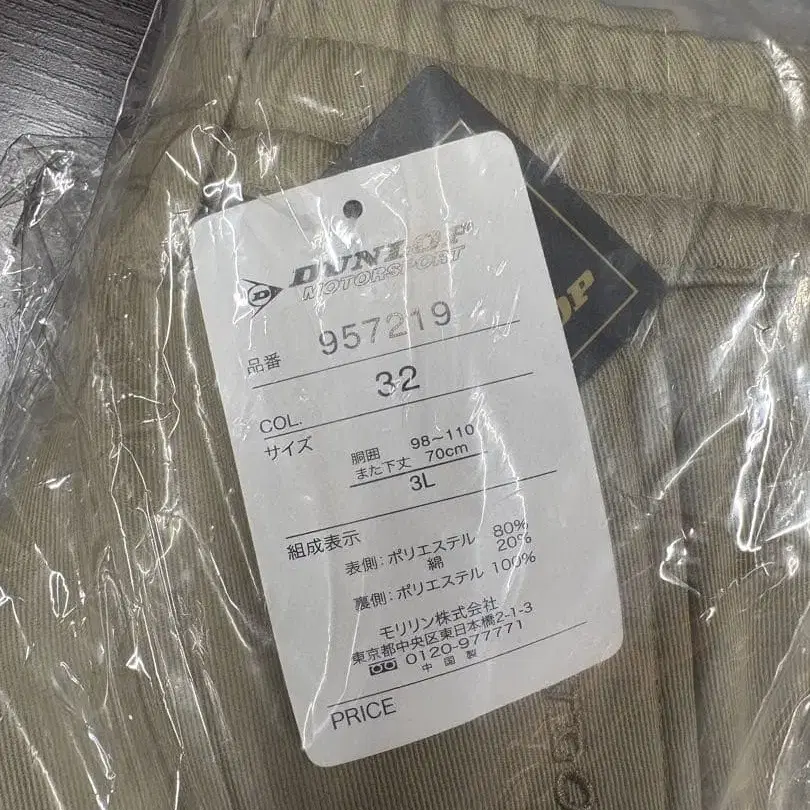 DUNLOP
MOTORSPORT
品番 957219
COL. 32
サイズ 胴囲 98~110
また下丈 70cm
3L
組成表示
表側:ポリエステル 80%
綿 20%
裏側:ポリエステル 100%
モリリン株式会社
東京都中央区東日本橋2-1-3
0120-977771
中国製
PRICE
OP